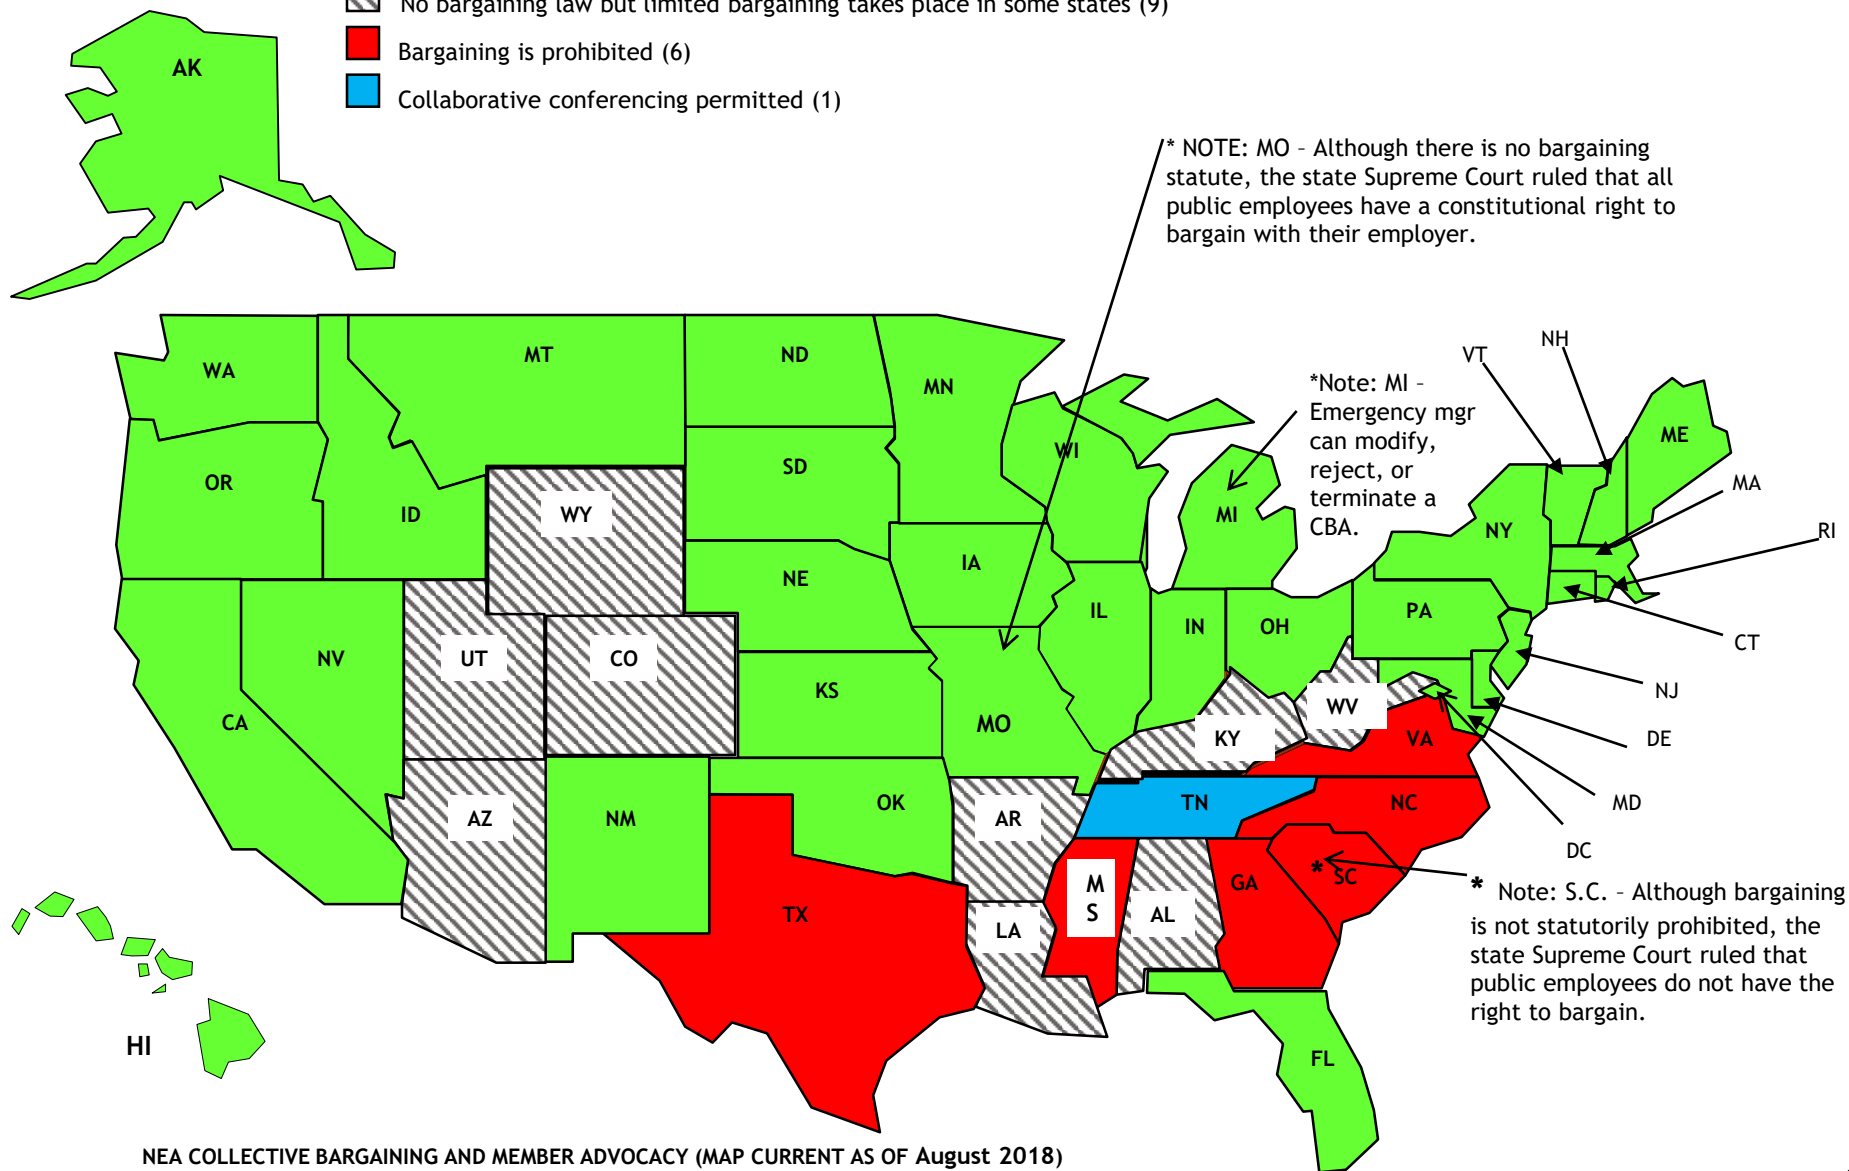 No bargaining law but limited bargaining takes place in some states (9)
Bargaining is prohibited (6)
Collaborative conferencing permitted (1)
AK
* NOTE: MO – Although there is no bargaining
statute, the state Supreme Court ruled that all
public employees have a constitutional right to
bargain with their employer.
*Note: MI –
Emergency mgr
can modify,
reject, or
terminate a
CBA.
WA
MT
ND
MN
VT
NH
OR
ID
WY
SD
WI
MI
NY
ME
MA
RI
NE
IA
IL
IN
OH
PA
CT
NV
UT
CO
KS
MO
KY
WV
VA
NJ
DE
MD
DC
CA
AZ
NM
OK
AR
TN
NC
* SC
TX
LA
M
S
AL
GA
FL
HI
* Note: S.C. – Although bargaining
is not statutorily prohibited, the
state Supreme Court ruled that
public employees do not have the
right to bargain.
NEA COLLECTIVE BARGAINING AND MEMBER ADVOCACY (MAP CURRENT AS OF August 2018)